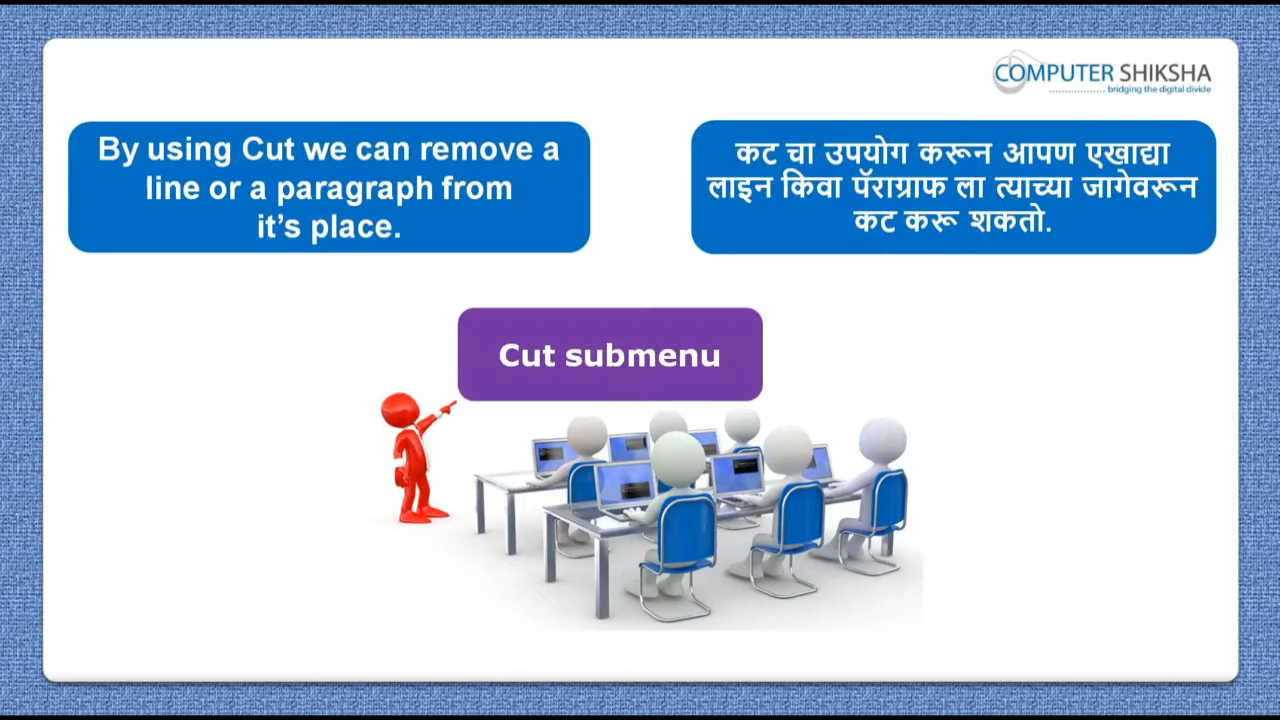 COMPUTER SHIKSHA
bridging the digital divide
By using Cut we can remove a
line or a paragraph from
it’s place.
कट चा उपयोग करून आपण एखाद्या
लाइन किवा पॅराग्राफ ला त्याच्या जागेवरून
कट करू शकतो.
Cut submenu